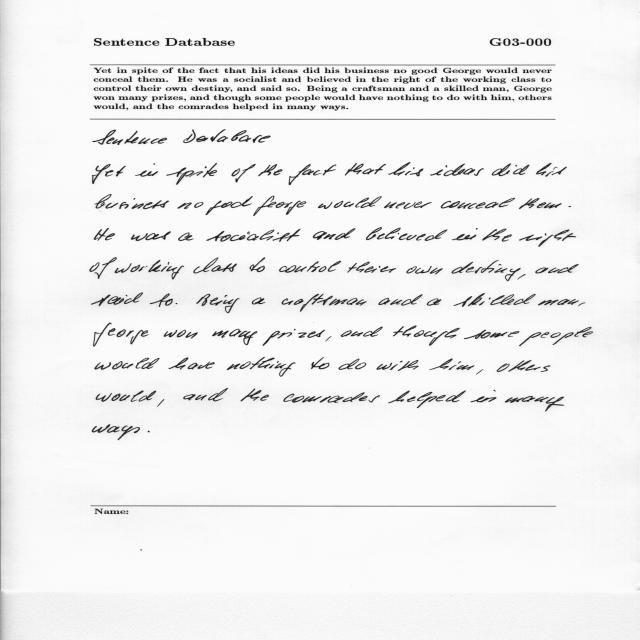 Sentence Database G03-000
Yet in spite of the fact that his ideas did his business no good George would never
conceal them. He was a socialist and believed in the right of the working class to
control their own destiny, and said so. Being a craftsman and a skilled man, George
won many prizes, and though some people would have nothing to do with him, others
would, and the comrades helped in many ways.
Sentence Database
Yet in spite of the fact that his ideas did his
business no good George would never conceal them.
He was a socialist and believed in the right
of working class to control their own destiny, and
said so. Being a craftsman and a skilled man,
George won many prizes, and though some people
would have nothing to do with him, others
would, and the comrades helped in many
ways.
Name: